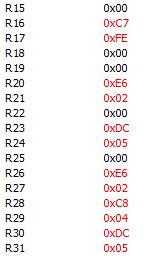 R15 0x00
R16 0xC7
R17 0xFE
R18 0x00
R19 0x00
R20 0xE6
R21 0x02
R22 0x00
R23 0xDC
R24 0x05
R25 0x00
R26 0xE6
R27 0x02
R28 0xC8
R29 0x04
R30 0xDC
R31 0x05